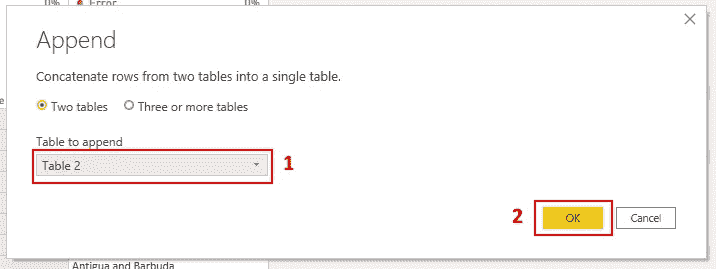 0% Error 0%
Append
Concatenate rows from two tables into a single table.
Two tables Three or more tables
Table to append
Table 2 1
2 OK Cancel
Antigua and Barbuda